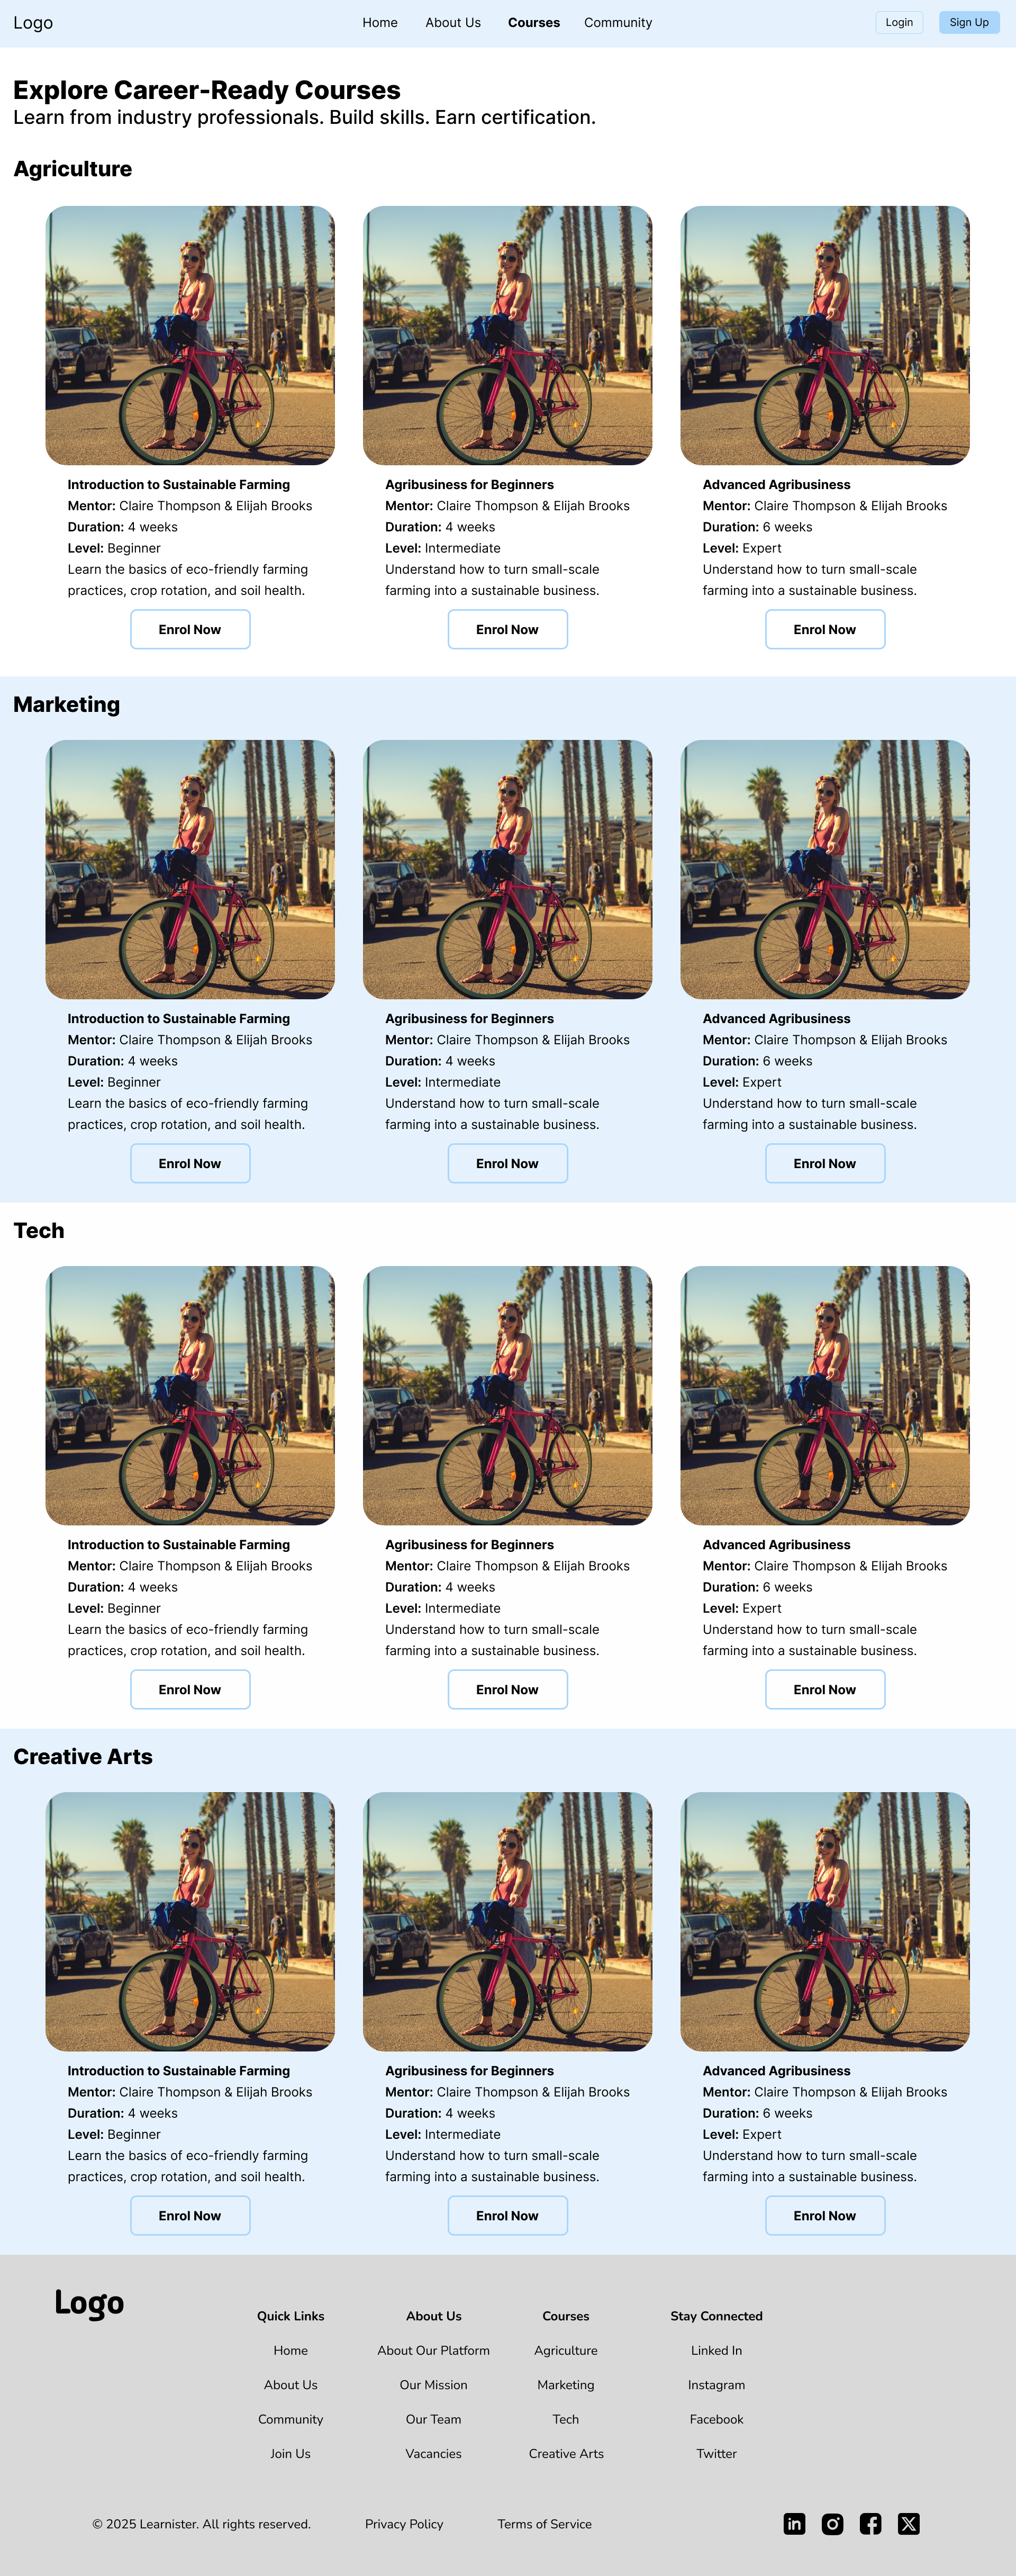 Logo
Home About Us Courses Community
Login Sign Up
Explore Career-Ready Courses
Learn from industry professionals. Build skills. Earn certification.
Agriculture
Introduction to Sustainable Farming
Mentor: Claire Thompson & Elijah Brooks
Duration: 4 weeks
Level: Beginner
Learn the basics of eco-friendly farming
practices, crop rotation, and soil health.
Enrol Now
Agribusiness for Beginners
Mentor: Claire Thompson & Elijah Brooks
Duration: 4 weeks
Level: Intermediate
Understand how to turn small-scale
farming into a sustainable business.
Enrol Now
Advanced Agribusiness
Mentor: Claire Thompson & Elijah Brooks
Duration: 6 weeks
Level: Expert
Understand how to turn small-scale
farming into a sustainable business.
Enrol Now
Marketing
Introduction to Sustainable Farming
Mentor: Claire Thompson & Elijah Brooks
Duration: 4 weeks
Level: Beginner
Learn the basics of eco-friendly farming
practices, crop rotation, and soil health.
Enrol Now
Agribusiness for Beginners
Mentor: Claire Thompson & Elijah Brooks
Duration: 4 weeks
Level: Intermediate
Understand how to turn small-scale
farming into a sustainable business.
Enrol Now
Advanced Agribusiness
Mentor: Claire Thompson & Elijah Brooks
Duration: 6 weeks
Level: Expert
Understand how to turn small-scale
farming into a sustainable business.
Enrol Now
Tech
Introduction to Sustainable Farming
Mentor: Claire Thompson & Elijah Brooks
Duration: 4 weeks
Level: Beginner
Learn the basics of eco-friendly farming
practices, crop rotation, and soil health.
Enrol Now
Agribusiness for Beginners
Mentor: Claire Thompson & Elijah Brooks
Duration: 4 weeks
Level: Intermediate
Understand how to turn small-scale
farming into a sustainable business.
Enrol Now
Advanced Agribusiness
Mentor: Claire Thompson & Elijah Brooks
Duration: 6 weeks
Level: Expert
Understand how to turn small-scale
farming into a sustainable business.
Enrol Now
Creative Arts
Introduction to Sustainable Farming
Mentor: Claire Thompson & Elijah Brooks
Duration: 4 weeks
Level: Beginner
Learn the basics of eco-friendly farming
practices, crop rotation, and soil health.
Enrol Now
Agribusiness for Beginners
Mentor: Claire Thompson & Elijah Brooks
Duration: 4 weeks
Level: Intermediate
Understand how to turn small-scale
farming into a sustainable business.
Enrol Now
Advanced Agribusiness
Mentor: Claire Thompson & Elijah Brooks
Duration: 6 weeks
Level: Expert
Understand how to turn small-scale
farming into a sustainable business.
Enrol Now
Logo
Quick Links
Home
About Us
Community
Join Us
About Us
About Our Platform
Our Mission
Our Team
Vacancies
Courses
Agriculture
Marketing
Tech
Creative Arts
Stay Connected
Linked In
Instagram
Facebook
Twitter
© 2025 Learnister. All rights reserved. Privacy Policy Terms of Service